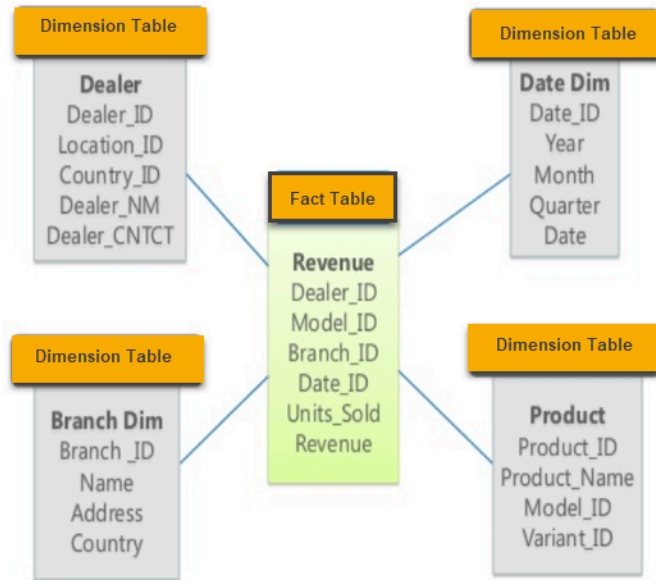 Dimension Table
Dealer
Dealer_ID
Location_ID
Country_ID
Dealer_NM
Dealer_CNTCT
Dimension Table
Date Dim
Date_ID
Year
Month
Quarter
Date
Fact Table
Revenue
Dealer_ID
Model_ID
Branch_ID
Date_ID
Units_Sold
Revenue
Dimension Table
Branch Dim
Branch _ID
Name
Address
Country
Dimension Table
Product
Product_ID
Product_Name
Model_ID
Variant_ID